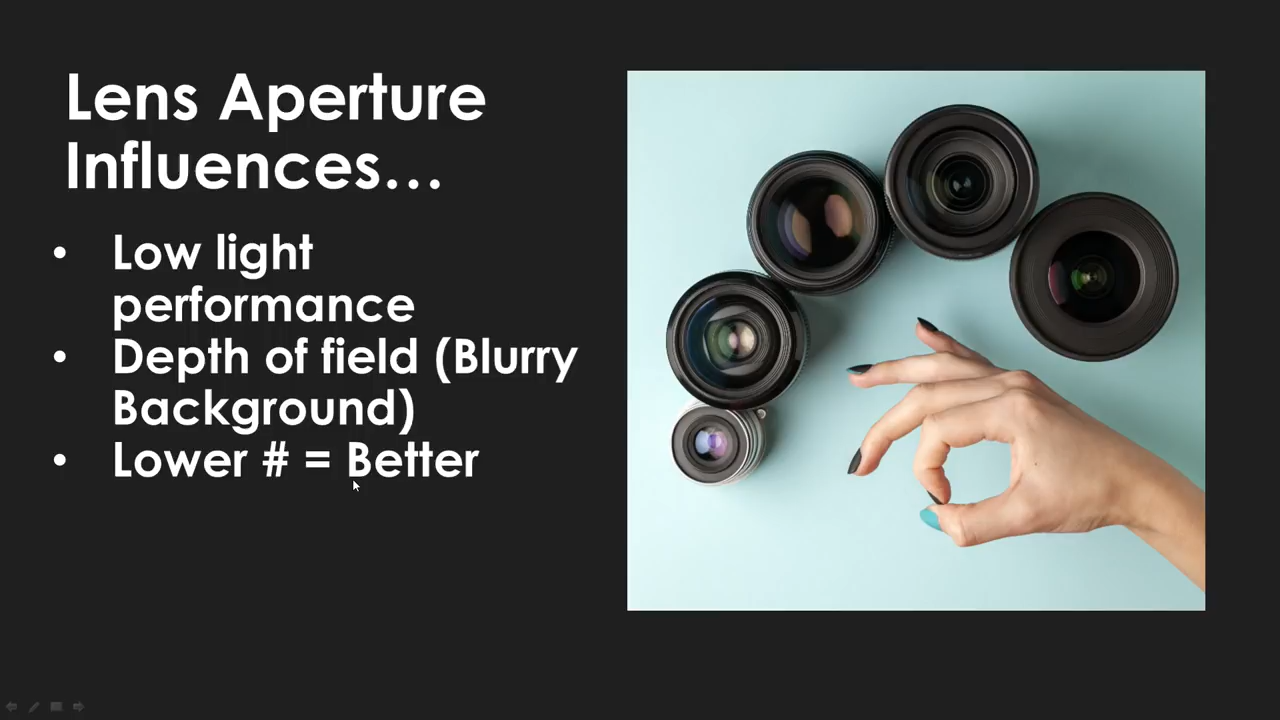 Lens Aperture
Influences…
• Low light
performance
• Depth of field (Blurry
Background)
• Lower # = Better